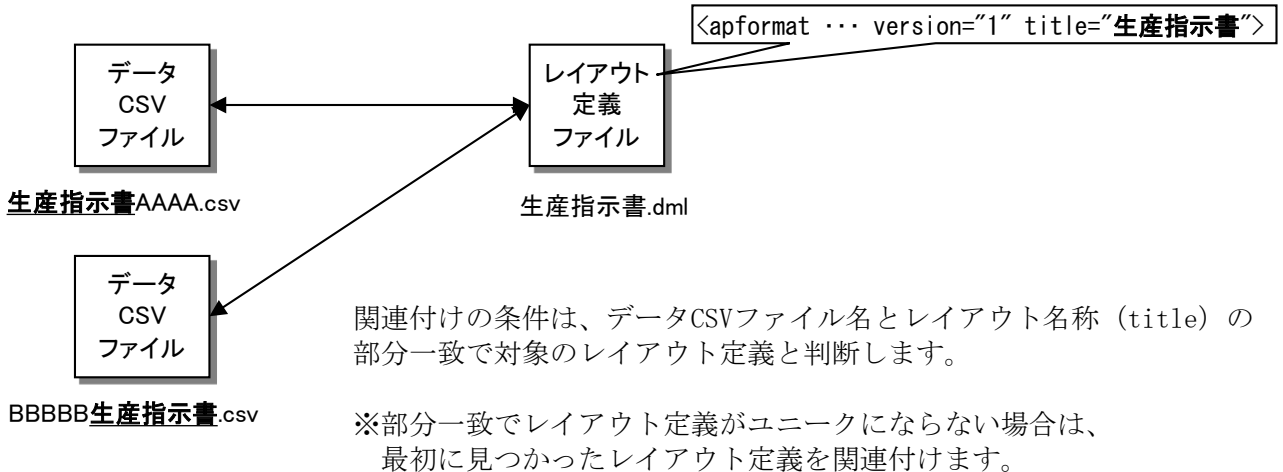 <apformat ･･･ version="1" title="生産指示書">
データ
CSV
ファイル
レイアウト
定義
ファイル
生産指示書AAAA.csv
生産指示書.dml
データ
CSV
ファイル
BBBBB生産指示書.csv
関連付けの条件は、データCSVファイル名とレイアウト名称（title）の
部分一致で対象のレイアウト定義と判断します。
※部分一致でレイアウト定義がユニークにならない場合は、
最初に見つかったレイアウト定義を関連付けます。